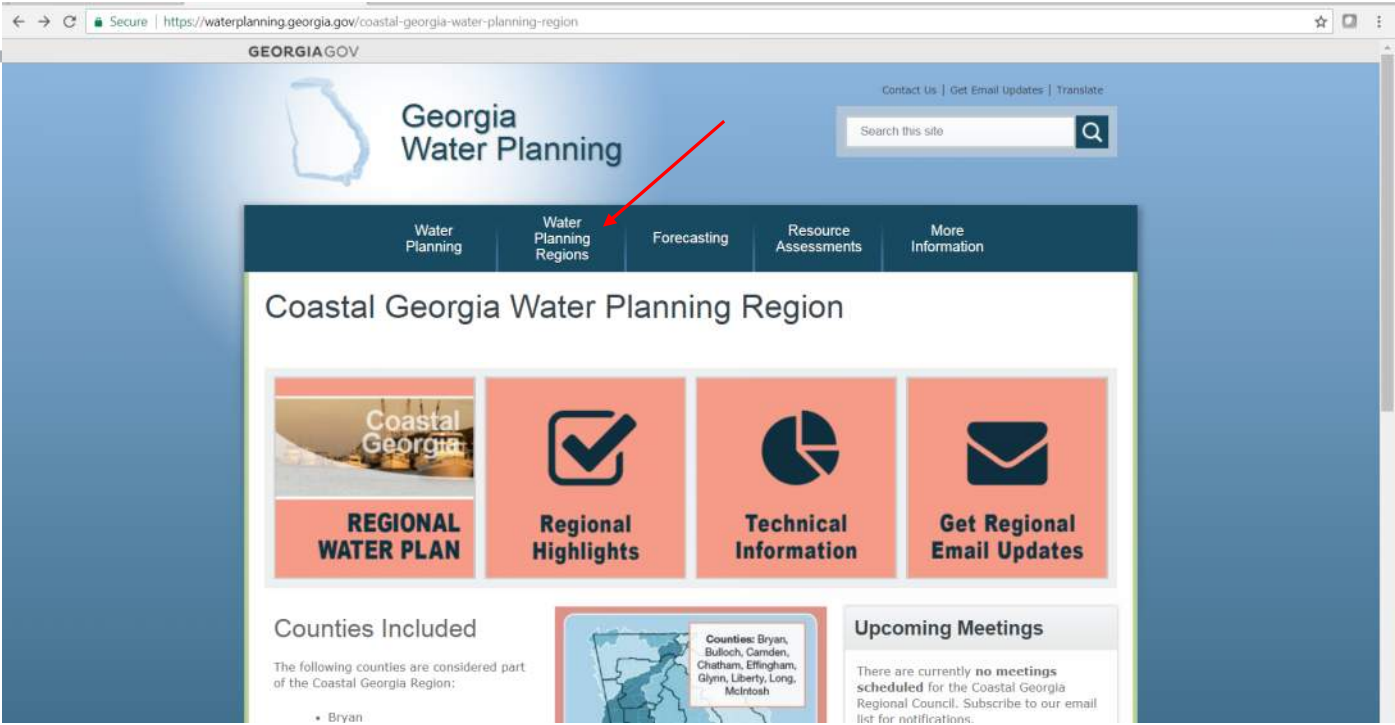 Secure | https://waterplanning.georgia.gov/coastal-georgia-water-planning-region
GEORGIAGOV
Contact Us | Get Email Updates | Translate
Georgia
Water Planning
Search this site
Water
Planning
Water
Planning
Regions
Forecasting
Resource
Assessments
More
Information
Coastal Georgia Water Planning Region
Coastal
Georgia
REGIONAL
WATER PLAN
Regional
Highlights
Technical
Information
Get Regional
Email Updates
Counties Included
The following counties are considered part
of the Coastal Georgia Region:
• Bryan
Counties: Bryan,
Bulloch, Camden,
Chatham, Effingham,
Glynn, Liberty, Long,
McIntosh
Upcoming Meetings
There are currently no meetings
scheduled for the Coastal Georgia
Regional Council. Subscribe to our email
list for notifications.